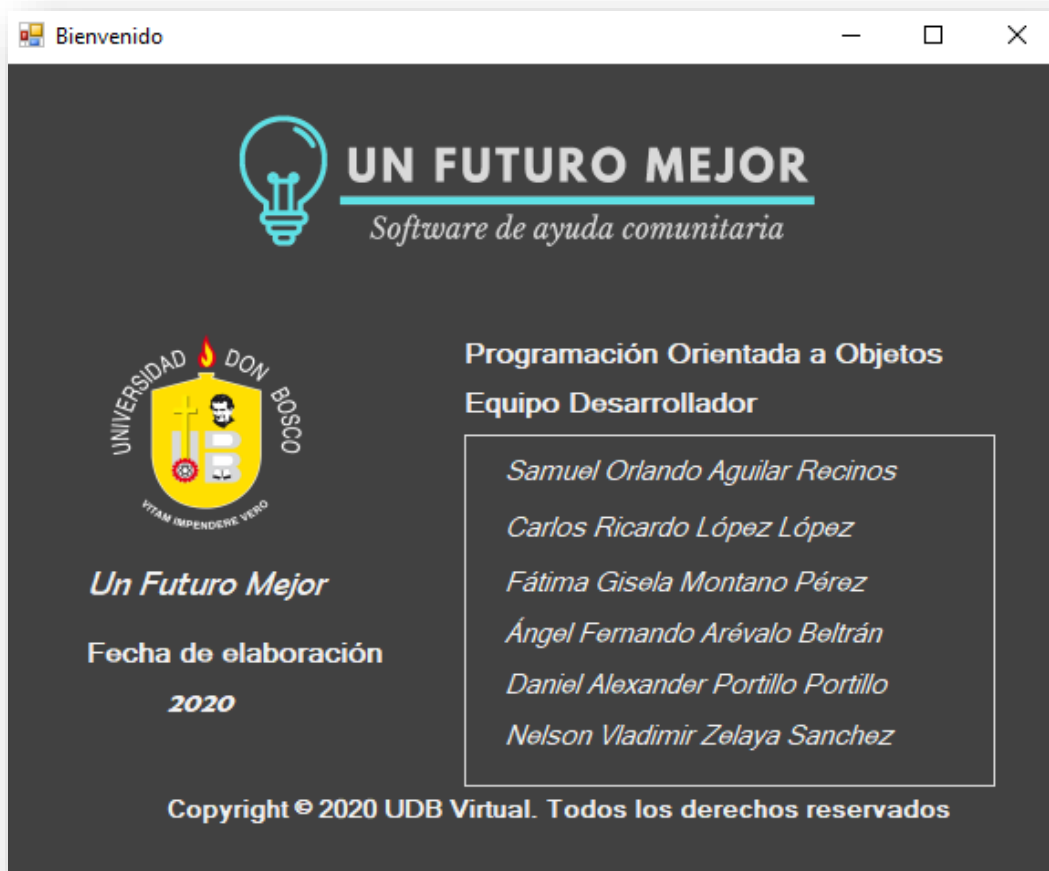 Bienvenido
UN FUTURO MEJOR
Software de ayuda comunitaria
UNIVERSIDAD DON BOSCO
UB
VITAM IMPENDERE VERO
Un Futuro Mejor
Fecha de elaboración
2020
Programación Orientada a Objetos
Equipo Desarrollador
Samuel Orlando Aguilar Recinos
Carlos Ricardo López López
Fátima Gisela Montano Pérez
Ángel Fernando Arévalo Beltrán
Daniel Alexander Portillo Portillo
Nelson Vladimir Zelaya Sanchez
Copyright © 2020 UDB Virtual. Todos los derechos reservados